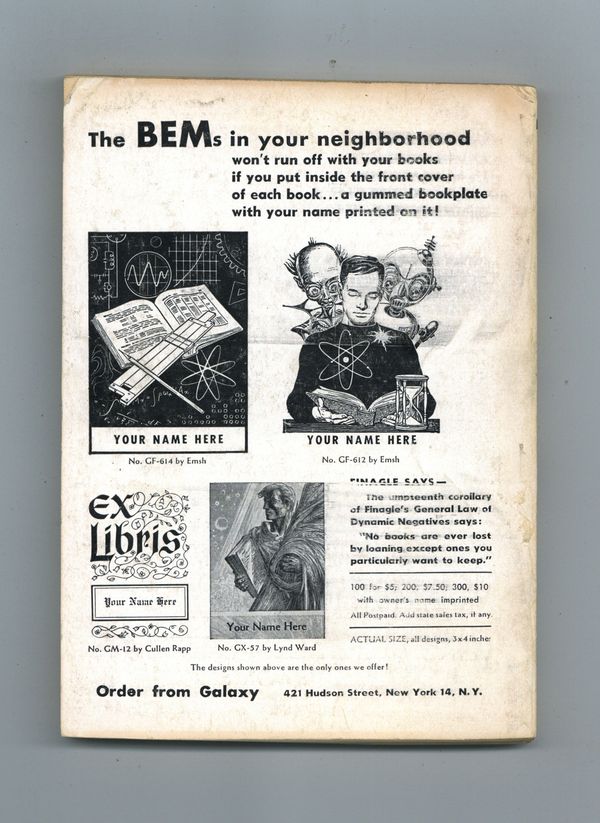 The BEMs in your neighborhood
won't run off with your books
if you put inside the front cover
of each book...a gummed bookplate
with your name printed on it!
YOUR NAME HERE
No. GF-614 by Emsh
YOUR NAME HERE
No. GF-612 by Emsh
EX
Libris
Your Name Here
No. GM-12 by Cullen Rapp
Your Name Here
No. GX-57 by Lynd Ward
FINAGLE SAYS—
The umpteenth corollary
of Finagle's General Law of
Dynamic Negatives says:
"No books are ever lost
by loaning except ones you
particularly want to keep."
100 for $5; 200, $7.50; 300, $10
with owner's name imprinted
All Postpaid. Add state sales tax, if any.
ACTUAL SIZE, all designs, 3x4 inches
The designs shown above are the only ones we offer!
Order from Galaxy 421 Hudson Street, New York 14, N.Y.